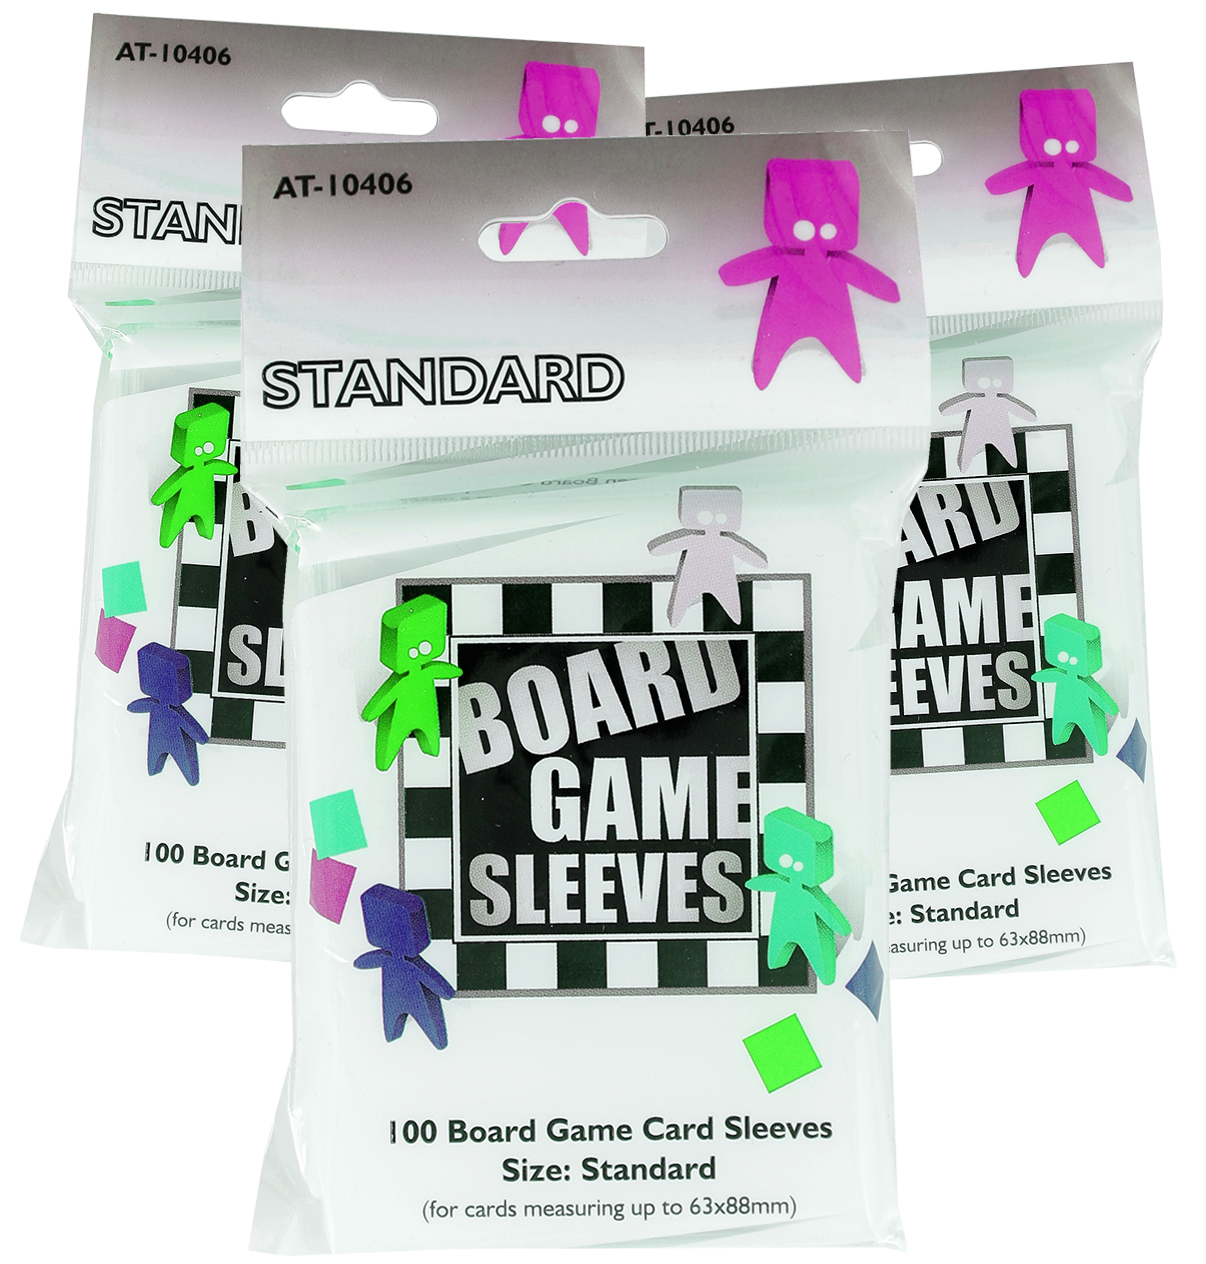 AT-10406
STAN
100 Board G
Size:
(for cards meas
AT-10406
STANDARD
BOARD
GAME
SLEEVES
100 Board Game Card Sleeves
Size: Standard
(for cards measuring up to 63x88mm)
T-10406
ARD
AME
EEVES
Game Card Sleeves
e: Standard
asuring up to 63x88mm)